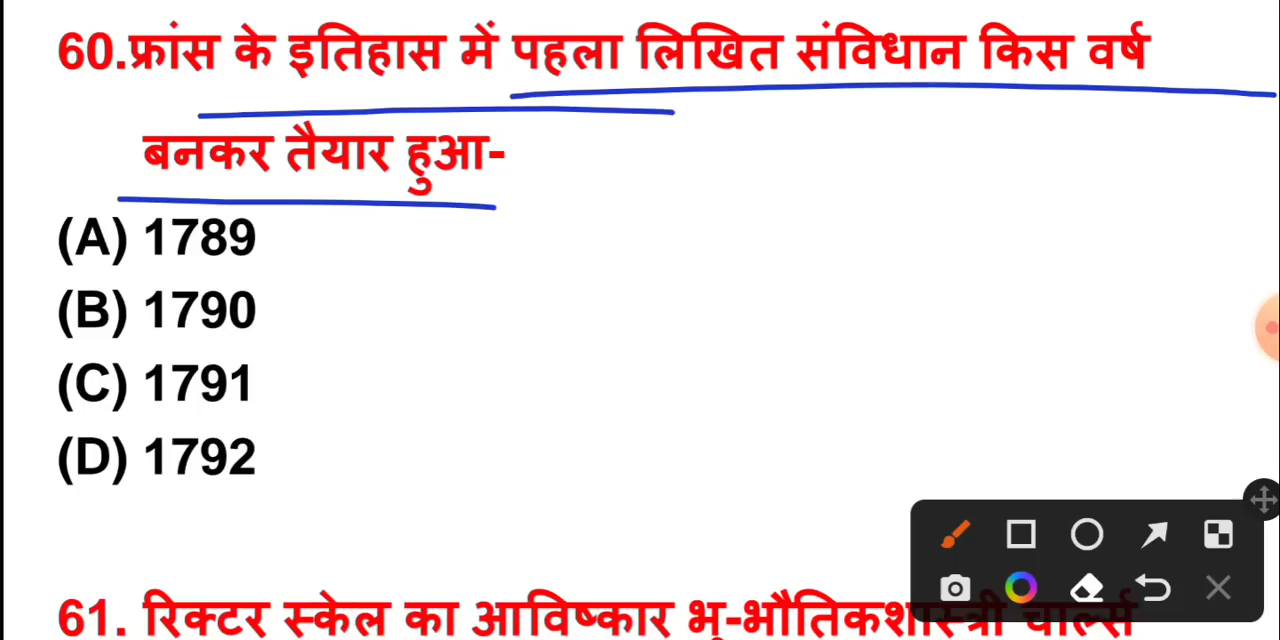 60.फ्रांस के इतिहास में पहला लिखित संविधान किस वर्ष
बनकर तैयार हुआ-
(A) 1789
(B) 1790
(C) 1791
(D) 1792
61. रिक्टर स्केल का आविष्कार भू-भौतिकशास्त्री चार्ल्स